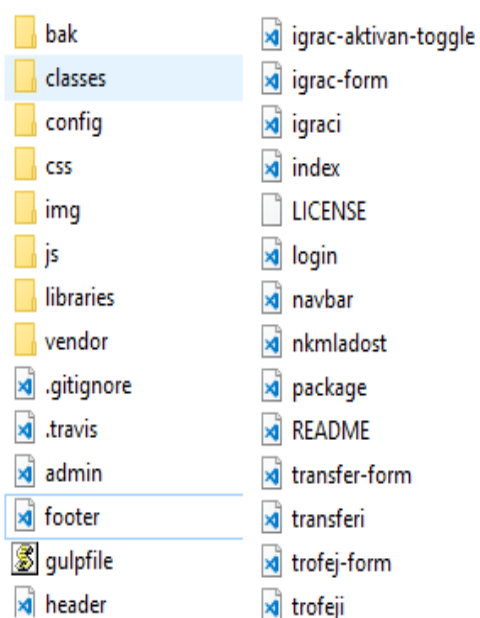 bak
classes
config
css
img
js
libraries
vendor
.gitignore
.travis
admin
footer
gulpfile
header
igrac-aktivan-toggle
igrac-form
igraci
index
LICENSE
login
navbar
nkmladost
package
README
transfer-form
transferi
trofej-form
trofeji